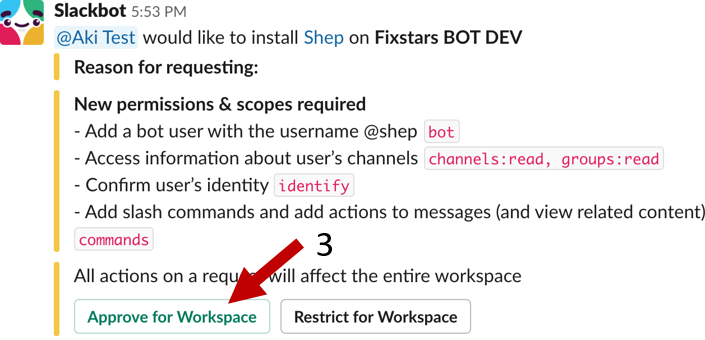 Slackbot 5:53 PM
@Aki Test would like to install Shep on Fixstars BOT DEV
Reason for requesting:
New permissions & scopes required
- Add a bot user with the username @shep bot
- Access information about user’s channels channels:read, groups:read
- Confirm user’s identity identify
- Add slash commands and add actions to messages (and view related content)
commands
3
All actions on a request will affect the entire workspace
Approve for Workspace Restrict for Workspace